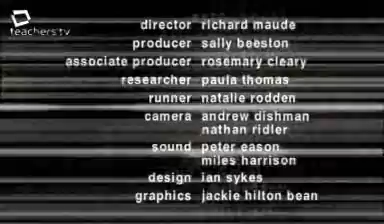 teachers tv
director richard maude
producer sally beeston
associate producer rosemary cleary
researcher paula thomas
runner natalie rodden
camera andrew dishman
nathan ridler
sound peter eason
miles harrison
design ian sykes
graphics jackie hilton bean